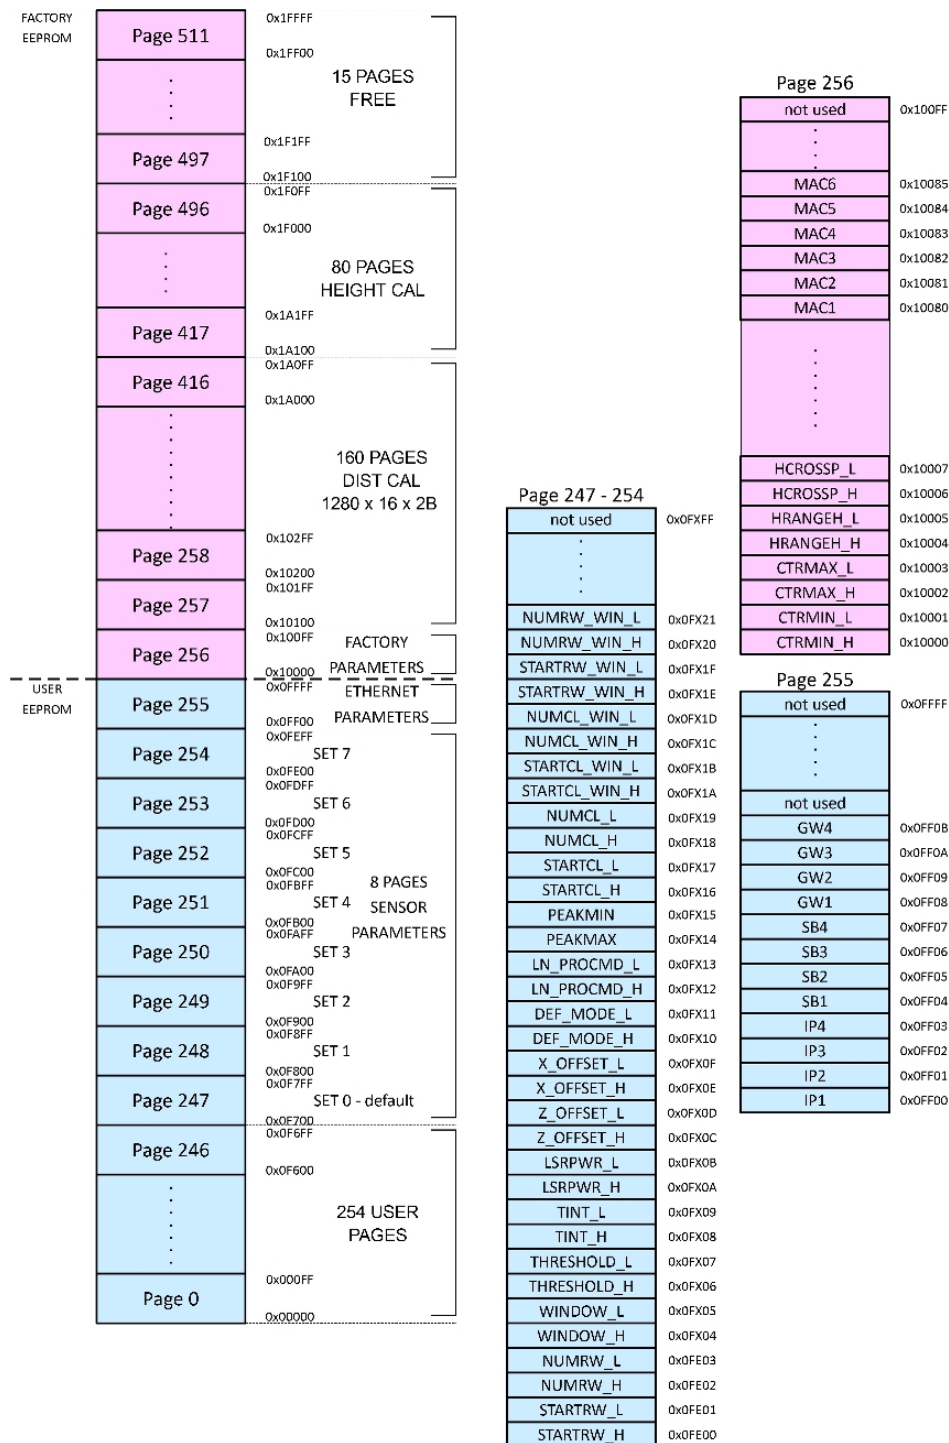 FACTORY
EEPROM
Page 511
0x1FFFF
0x1FF00
15 PAGES
FREE
Page 497
0x1F1FF
0x1F100
Page 496
0x1F0FF
0x1F000
80 PAGES
HEIGHT CAL
Page 417
0x1A1FF
0x1A100
Page 416
0x1A0FF
0x1A000
160 PAGES
DIST CAL
1280 x 16 x 2B
Page 258
0x102FF
0x10200
Page 257
0x101FF
0x10100
Page 256
0x100FF
0x10000
FACTORY
PARAMETERS
USER
EEPROM
Page 255
0x0FFFF
0x0FF00
ETHERNET
PARAMETERS
Page 254
0x0FEFF
SET 7
0x0FE00
Page 253
0x0FDFF
SET 6
0x0FD00
Page 252
0x0FCFF
SET 5
0x0FC00
Page 251
0x0FBFF
SET 4
0x0FB00
8 PAGES
SENSOR
PARAMETERS
Page 250
0x0FAFF
SET 3
0x0FA00
Page 249
0x0F9FF
SET 2
0x0F900
Page 248
0x0F8FF
SET 1
0x0F800
Page 247
0x0F7FF
SET 0 - default
0x0F700
Page 246
0x0F6FF
0x0F600
254 USER
PAGES
Page 0
0x000FF
0x00000
Page 247 - 254
not used 0x0FXFF
NUMRW_WIN_L 0x0FX21
NUMRW_WIN_H 0x0FX20
STARTRW_WIN_L 0x0FX1F
STARTRW_WIN_H 0x0FX1E
NUMCL_WIN_L 0x0FX1D
NUMCL_WIN_H 0x0FX1C
STARTCL_WIN_L 0x0FX1B
STARTCL_WIN_H 0x0FX1A
NUMCL_L 0x0FX19
NUMCL_H 0x0FX18
STARTCL_L 0x0FX17
STARTCL_H 0x0FX16
PEAKMIN 0x0FX15
PEAKMAX 0x0FX14
LN_PROCMD_L 0x0FX13
LN_PROCMD_H 0x0FX12
DEF_MODE_L 0x0FX11
DEF_MODE_H 0x0FX10
X_OFFSET_L 0x0FX0F
X_OFFSET_H 0x0FX0E
Z_OFFSET_L 0x0FX0D
Z_OFFSET_H 0x0FX0C
LSRPWR_L 0x0FX0B
LSRPWR_H 0x0FX0A
TINT_L 0x0FX09
TINT_H 0x0FX08
THRESHOLD_L 0x0FX07
THRESHOLD_H 0x0FX06
WINDOW_L 0x0FX05
WINDOW_H 0x0FX04
NUMRW_L 0x0FE03
NUMRW_H 0x0FE02
STARTRW_L 0x0FE01
STARTRW_H 0x0FE00
Page 256
not used 0x100FF
MAC6 0x10085
MAC5 0x10084
MAC4 0x10083
MAC3 0x10082
MAC2 0x10081
MAC1 0x10080
HCROSSP_L 0x10007
HCROSSP_H 0x10006
HRANGEH_L 0x10005
HRANGEH_H 0x10004
CTRMAX_L 0x10003
CTRMAX_H 0x10002
CTRMIN_L 0x10001
CTRMIN_H 0x10000
Page 255
not used 0x0FFFF
not used
GW4 0x0FF0B
GW3 0x0FF0A
GW2 0x0FF09
GW1 0x0FF08
SB4 0x0FF07
SB3 0x0FF06
SB2 0x0FF05
SB1 0x0FF04
IP4 0x0FF03
IP3 0x0FF02
IP2 0x0FF01
IP1 0x0FF00